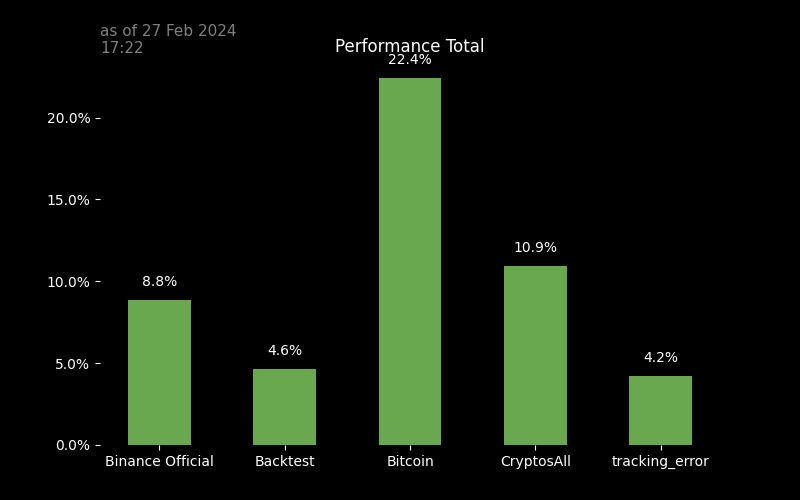 as of 27 Feb 2024
17:22
Performance Total
22.4%
20.0%
15.0%
10.9%
10.0%
8.8%
5.0%
4.6%
4.2%
0.0%
Binance Official
Backtest
Bitcoin
CryptosAll
tracking_error